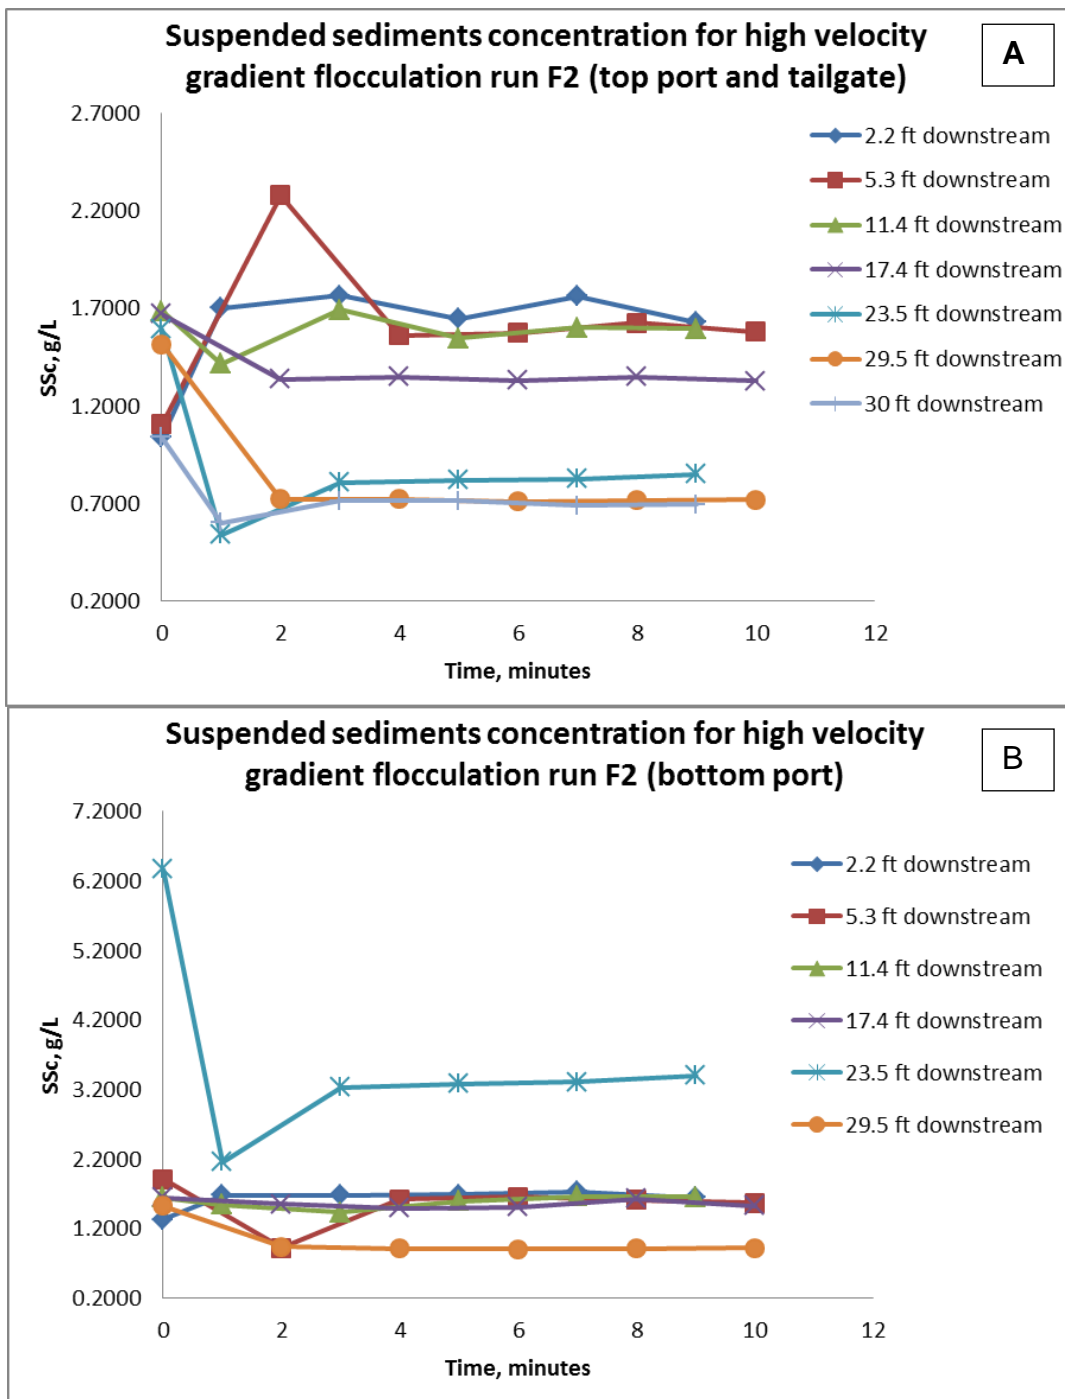 Suspended sediments concentration for high velocity
gradient flocculation run F2 (top port and tailgate)
A
2.7000
2.2000
1.7000
1.2000
0.7000
0.2000
SSc, g/L
0 2 4 6 8 10 12
Time, minutes
2.2 ft downstream
5.3 ft downstream
11.4 ft downstream
17.4 ft downstream
23.5 ft downstream
29.5 ft downstream
30 ft downstream
Suspended sediments concentration for high velocity
gradient flocculation run F2 (bottom port)
B
7.2000
6.2000
5.2000
4.2000
3.2000
2.2000
1.2000
0.2000
SSc, g/L
0 2 4 6 8 10 12
Time, minutes
2.2 ft downstream
5.3 ft downstream
11.4 ft downstream
17.4 ft downstream
23.5 ft downstream
29.5 ft downstream